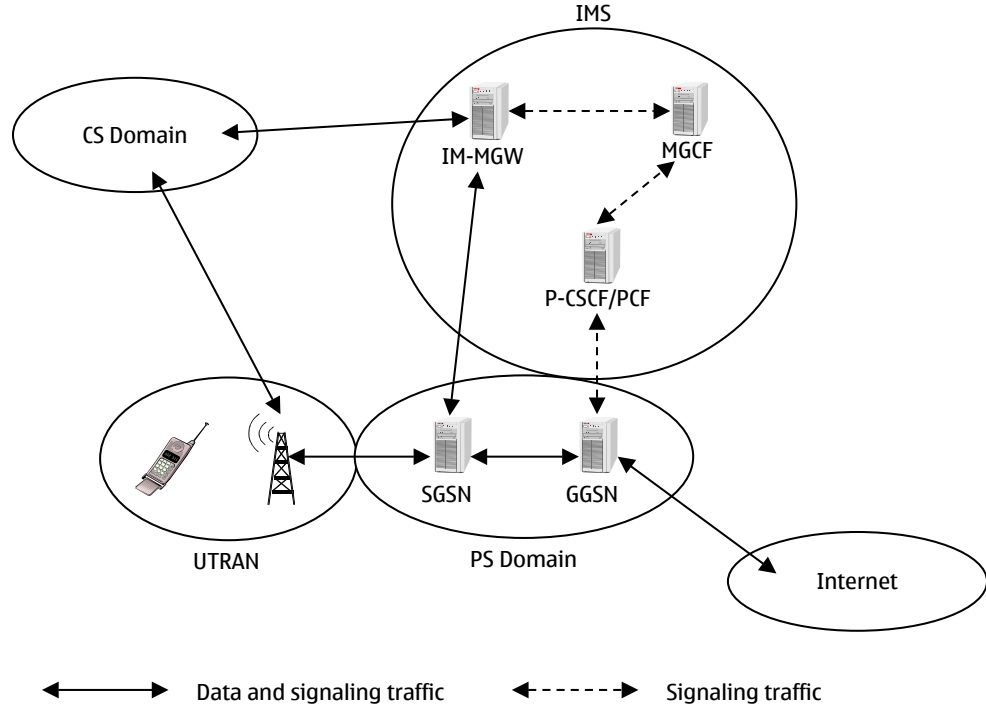 IMS
CS Domain
IM-MGW
MGCF
P-CSCF/PCF
SGSN
GGSN
UTRAN
PS Domain
Internet
Data and signaling traffic
Signaling traffic